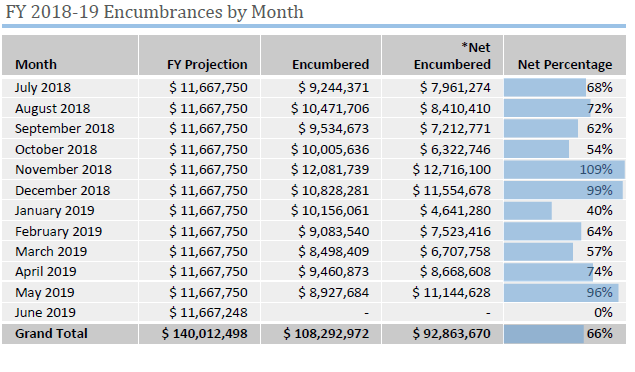 FY 2018-19 Encumbrances by Month
*Net
Month FY Projection Encumbered Encumbered Net Percentage
July 2018 $ 11,667,750 $ 9,244,371 $ 7,961,274 68%
August 2018 $ 11,667,750 $ 10,471,706 $ 8,410,410 72%
September 2018 $ 11,667,750 $ 9,534,673 $ 7,212,771 62%
October 2018 $ 11,667,750 $ 10,005,636 $ 6,322,746 54%
November 2018 $ 11,667,750 $ 12,081,739 $ 12,716,100 109%
December 2018 $ 11,667,750 $ 10,828,281 $ 11,554,678 99%
January 2019 $ 11,667,750 $ 10,156,061 $ 4,641,280 40%
February 2019 $ 11,667,750 $ 9,083,540 $ 7,523,416 64%
March 2019 $ 11,667,750 $ 8,498,409 $ 6,707,758 57%
April 2019 $ 11,667,750 $ 9,460,873 $ 8,668,608 74%
May 2019 $ 11,667,750 $ 8,927,684 $ 11,144,628 96%
June 2019 $ 11,667,248 - - 0%
Grand Total $ 140,012,498 $ 108,292,972 $ 92,863,670 66%